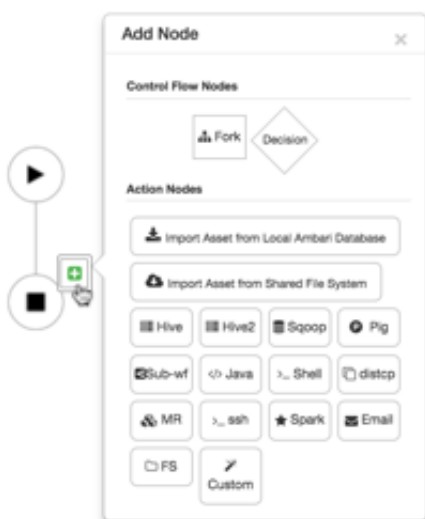 Add Node
Control Flow Nodes
Fork
Decision
Action Nodes
Import Asset from Local Ambari Database
Import Asset from Shared File System
Hive
Hive2
Sqoop
Pig
Sub-wf
</> Java
>_ Shell
distcp
MR
>_ ssh
Spark
Email
FS
Custom